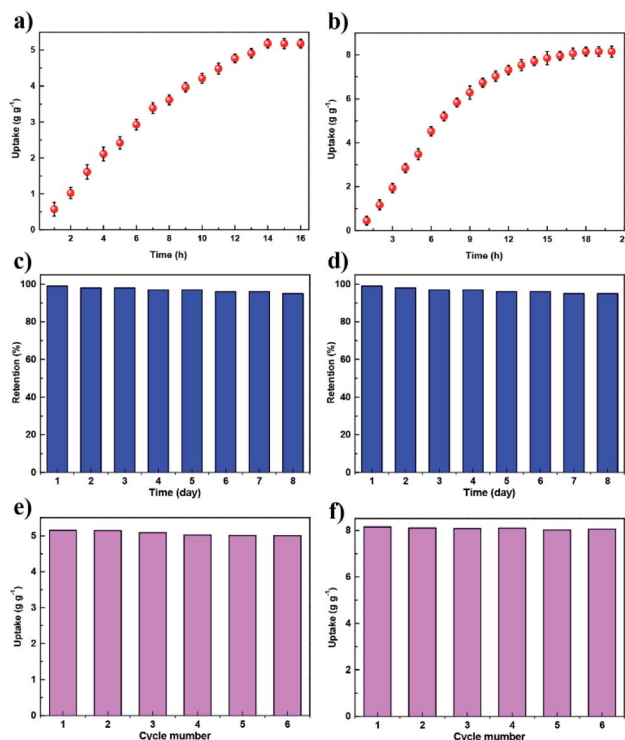 a)
b)
Uptake (g g⁻¹)
5
4
3
2
1
0
2 4 6 8 10 12 14 16
Time (h)
Uptake (g g⁻¹)
8
6
4
2
0
3 6 9 12 15 18 2
Time (h)
c)
d)
Retention (%)
100
80
60
40
20
0
1 2 3 4 5 6 7 8
Time (day)
Retention (%)
100
80
60
40
20
0
1 2 3 4 5 6 7 8
Time (day)
e)
f)
Uptake (g g⁻¹)
5
4
3
2
1
0
1 2 3 4 5 6
Cycle mumber
Uptake (g g⁻¹)
8
6
4
2
0
1 2 3 4 5 6
Cycle mumber